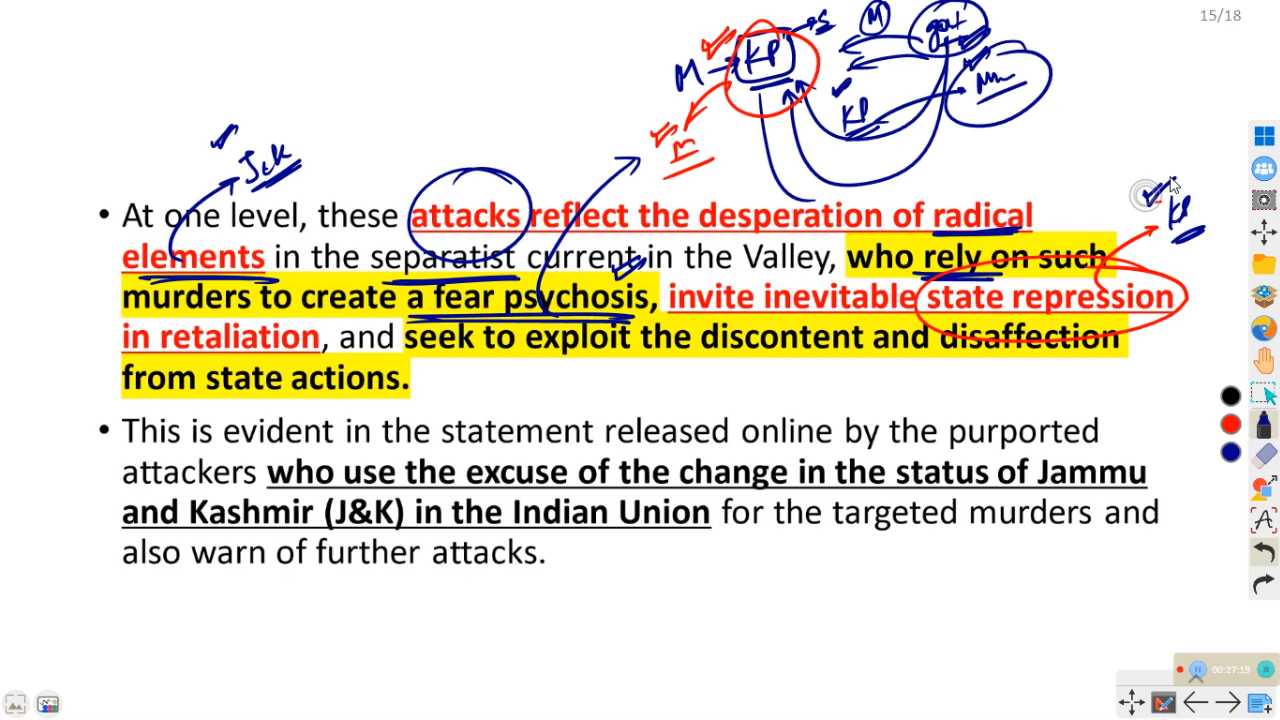 15/18
S
M
govt
KP
M
KP
m
J&K
KP
• At one level, these attacks reflect the desperation of radical
elements in the separatist current in the Valley, who rely on such
murders to create a fear psychosis, invite inevitable state repression
in retaliation, and seek to exploit the discontent and disaffection
from state actions.
• This is evident in the statement released online by the purported
attackers who use the excuse of the change in the status of Jammu
and Kashmir (J&K) in the Indian Union for the targeted murders and
also warn of further attacks.
00:27:19